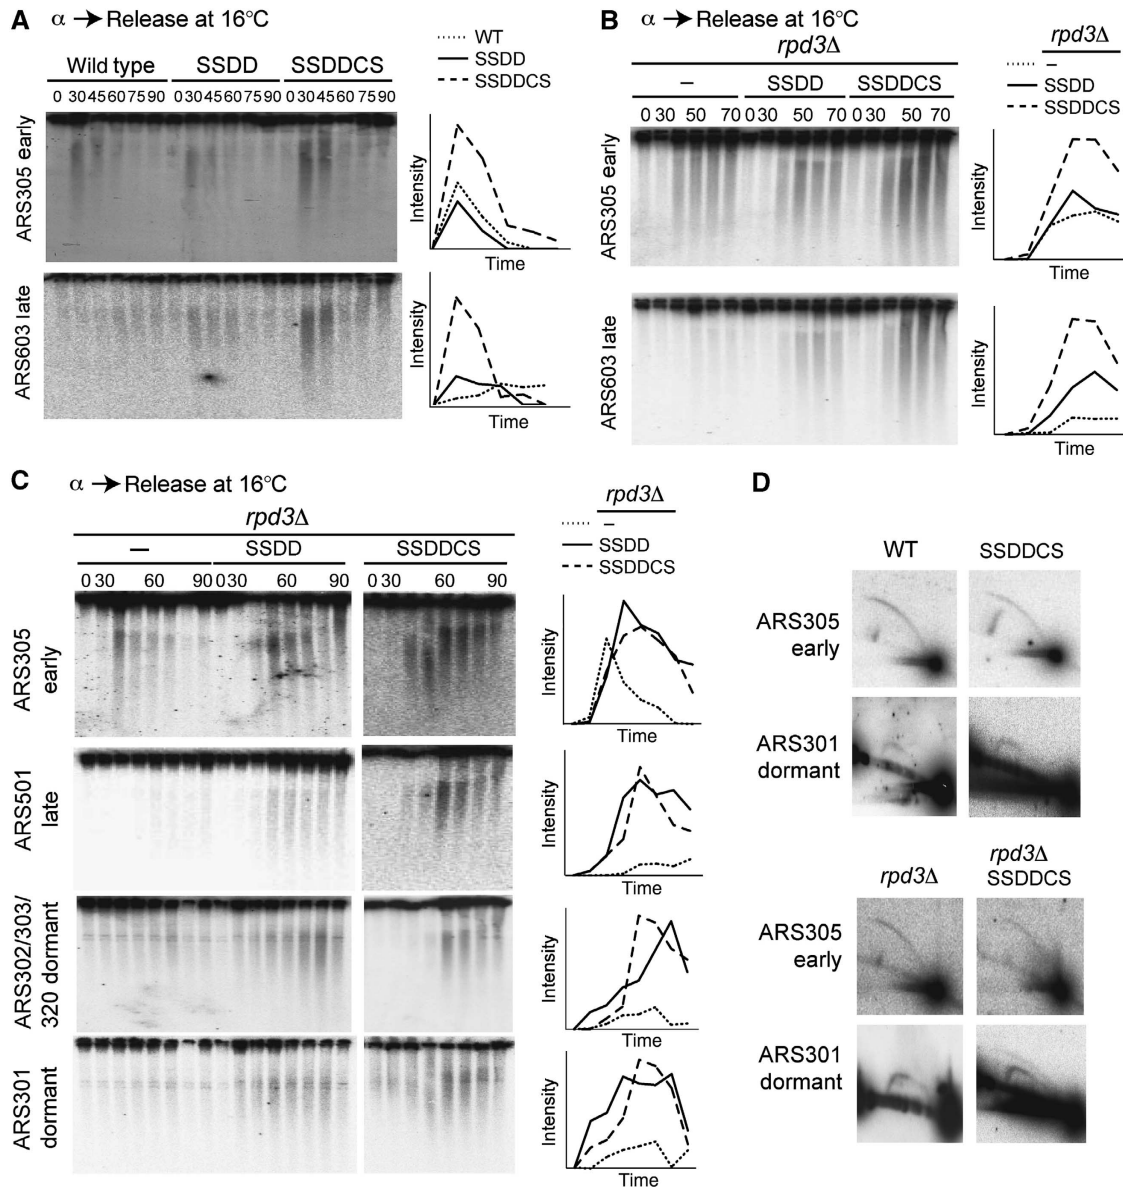 A
α → Release at 16°C
WT
SSDD
SSDDCS
Wild type SSDD SSDDCS
0 30 45 60 75 90 0 30 45 60 75 90 0 30 45 60 75 90
ARS305 early
Intensity
Time
ARS603 late
Intensity
Time
B
α → Release at 16°C
rpd3Δ
rpd3Δ
–
SSDD
SSDDCS
– SSDD SSDDCS
0 30 50 70 0 30 50 70 0 30 50 70
ARS305 early
Intensity
Time
ARS603 late
Intensity
Time
C
α → Release at 16°C
rpd3Δ
rpd3Δ
–
SSDD
SSDDCS
– SSDD SSDDCS
0 30 60 90 0 30 60 90 0 30 60 90
ARS305
early
Intensity
Time
ARS501
late
Intensity
Time
ARS302/303/
320 dormant
Intensity
Time
ARS301
dormant
Intensity
Time
D
WT SSDDCS
ARS305
early
ARS301
dormant
rpd3Δ
rpd3Δ
SSDDCS
ARS305
early
ARS301
dormant